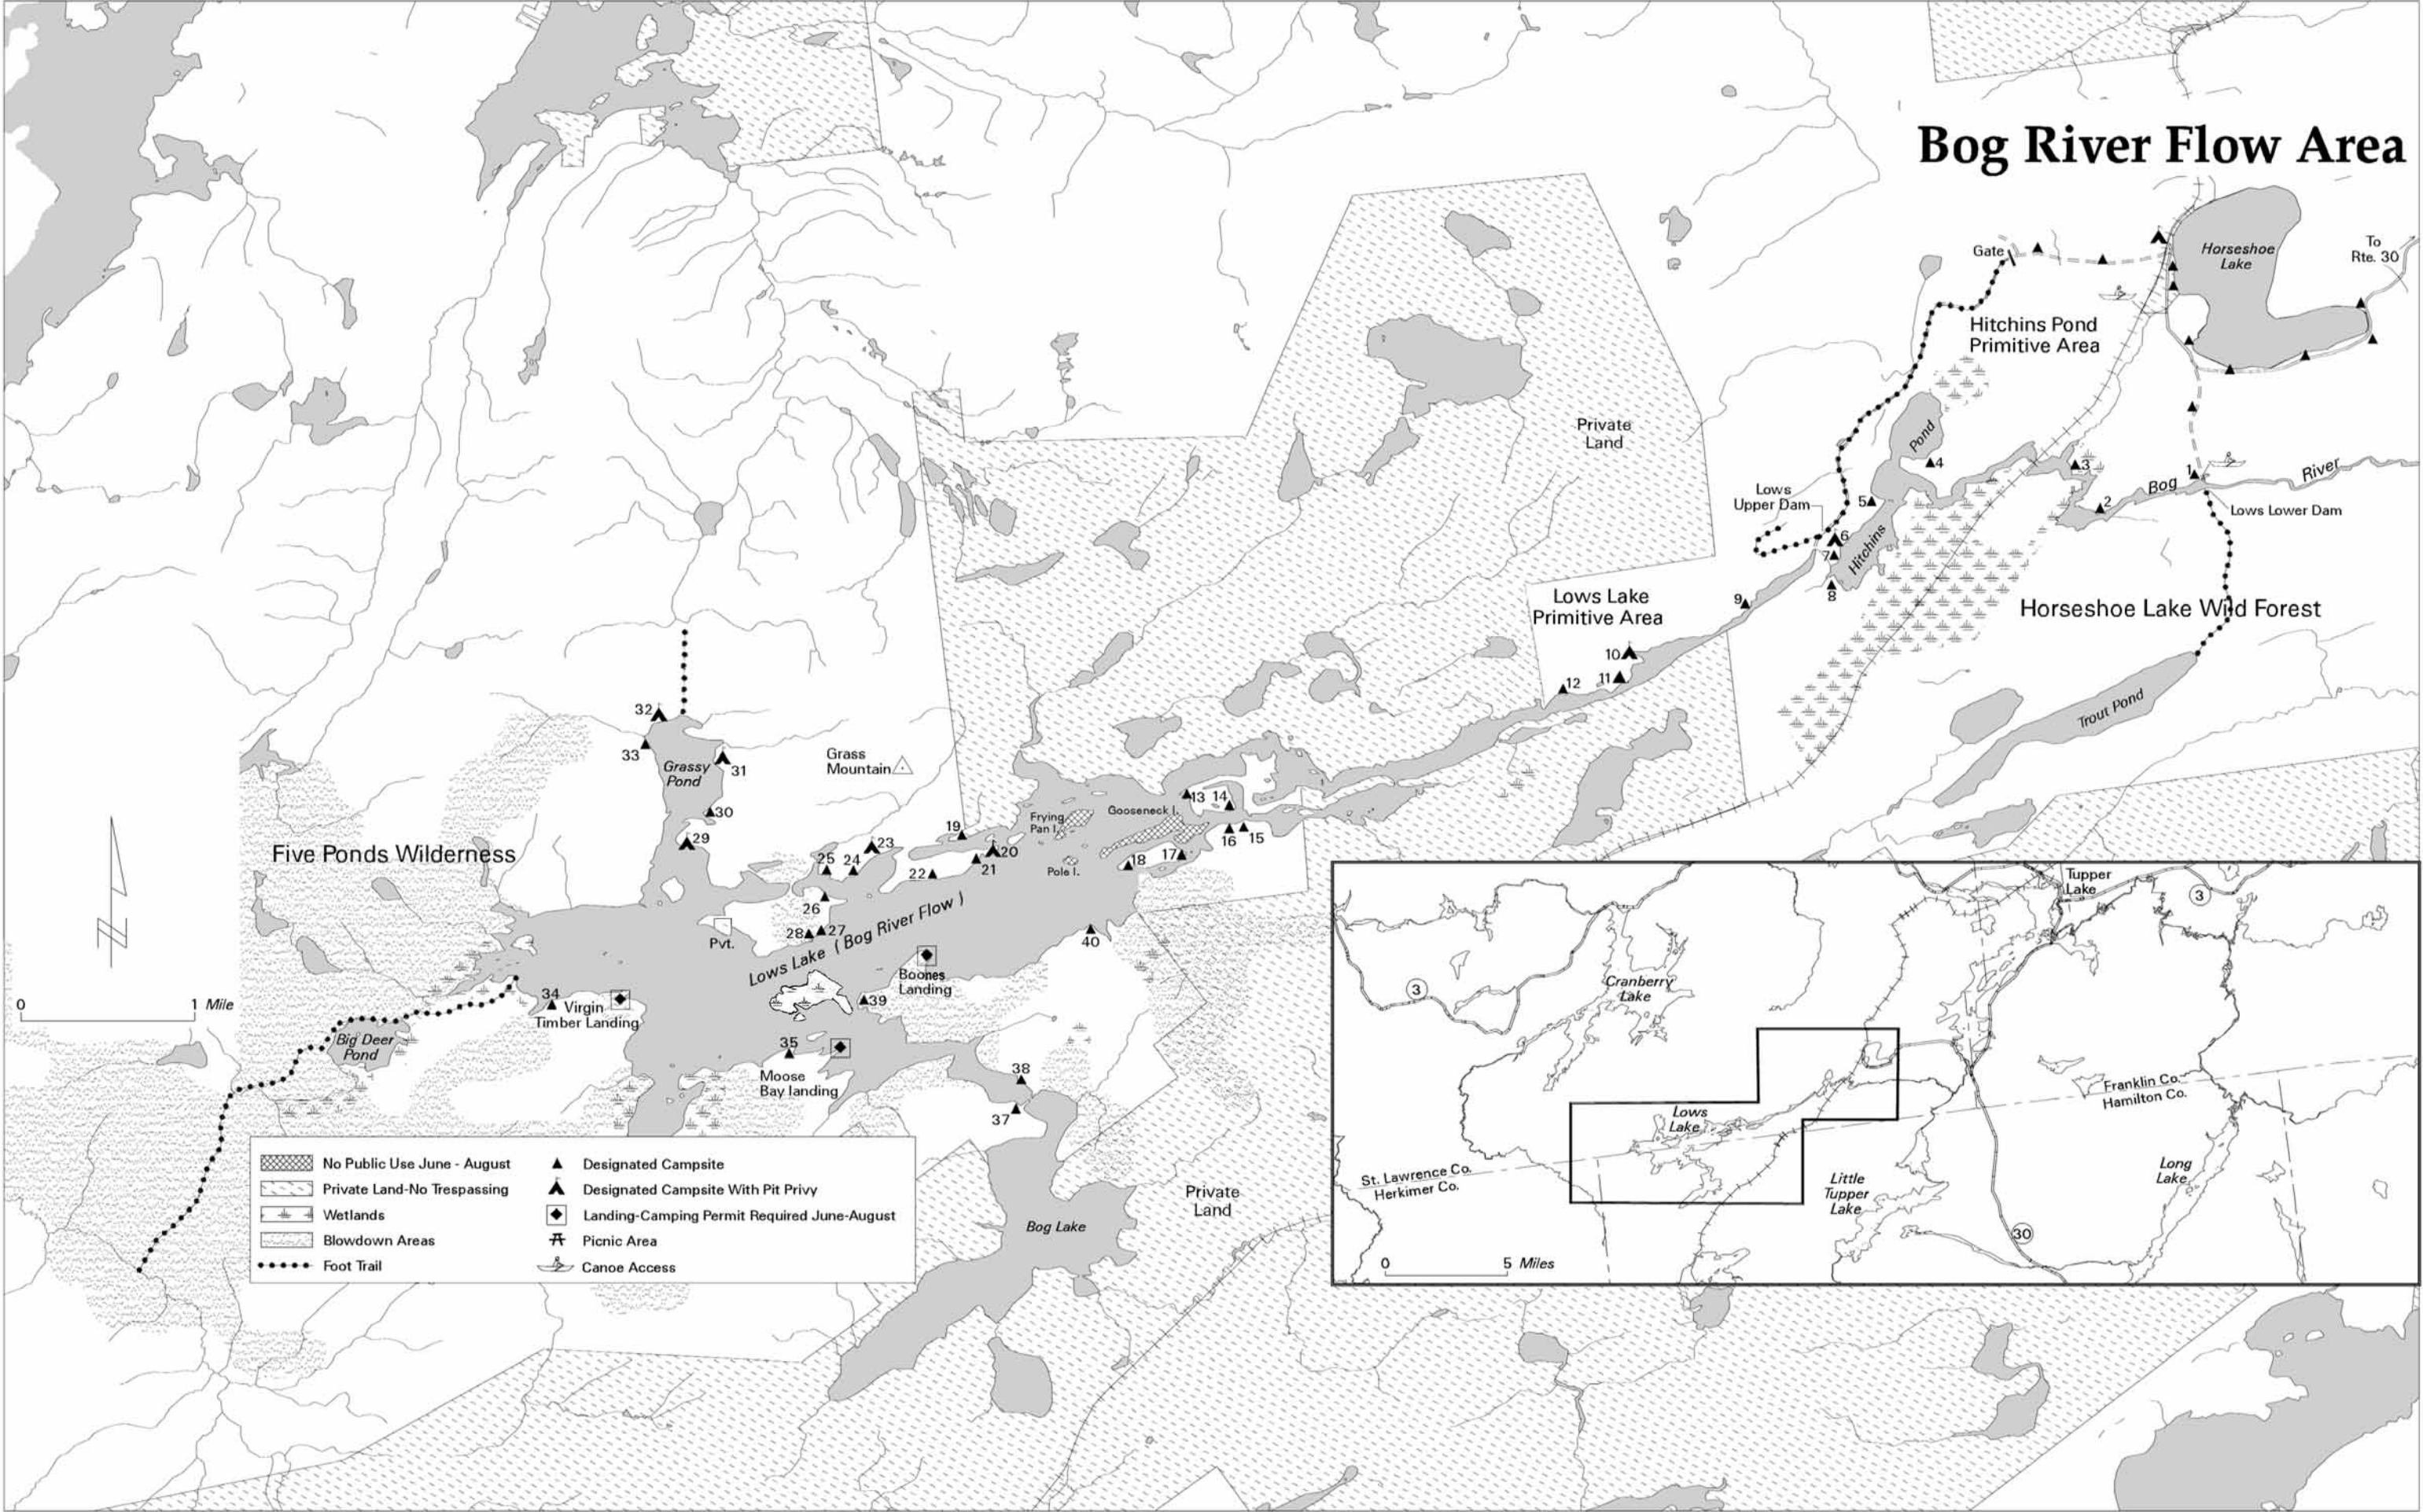 Bog River Flow Area
Gate
Horseshoe
Lake
To
Rte. 30
Hitchins Pond
Primitive Area
Private
Land
Pond
4
3
1
Bog
River
2
Lows
Upper Dam
5
Lows Lower Dam
6
7
Hitchins
8
9
Lows Lake
Primitive Area
Horseshoe Lake Wild Forest
10
11
12
Trout Pond
32
33
Grassy
Pond
31
30
29
Grass
Mountain
13
14
Gooseneck I.
Frying
Pan I.
19
20
21
22
23
24
25
26
27
28
15
16
17
18
Pole I.
Five Ponds Wilderness
Pvt.
Lows Lake ( Bog River Flow )
40
Boones
Landing
39
34
Virgin
Timber Landing
0
1 Mile
Big Deer
Pond
35
Moose
Bay landing
38
37
Bog Lake
Private
Land
No Public Use June - August
Private Land-No Trespassing
Wetlands
Blowdown Areas
Foot Trail
Designated Campsite
Designated Campsite With Pit Privy
Landing-Camping Permit Required June-August
Picnic Area
Canoe Access
Tupper
Lake
3
3
Cranberry
Lake
Lows
Lake
Franklin Co.
Hamilton Co.
St. Lawrence Co.
Herkimer Co.
Little
Tupper
Lake
Long
Lake
30
0
5 Miles